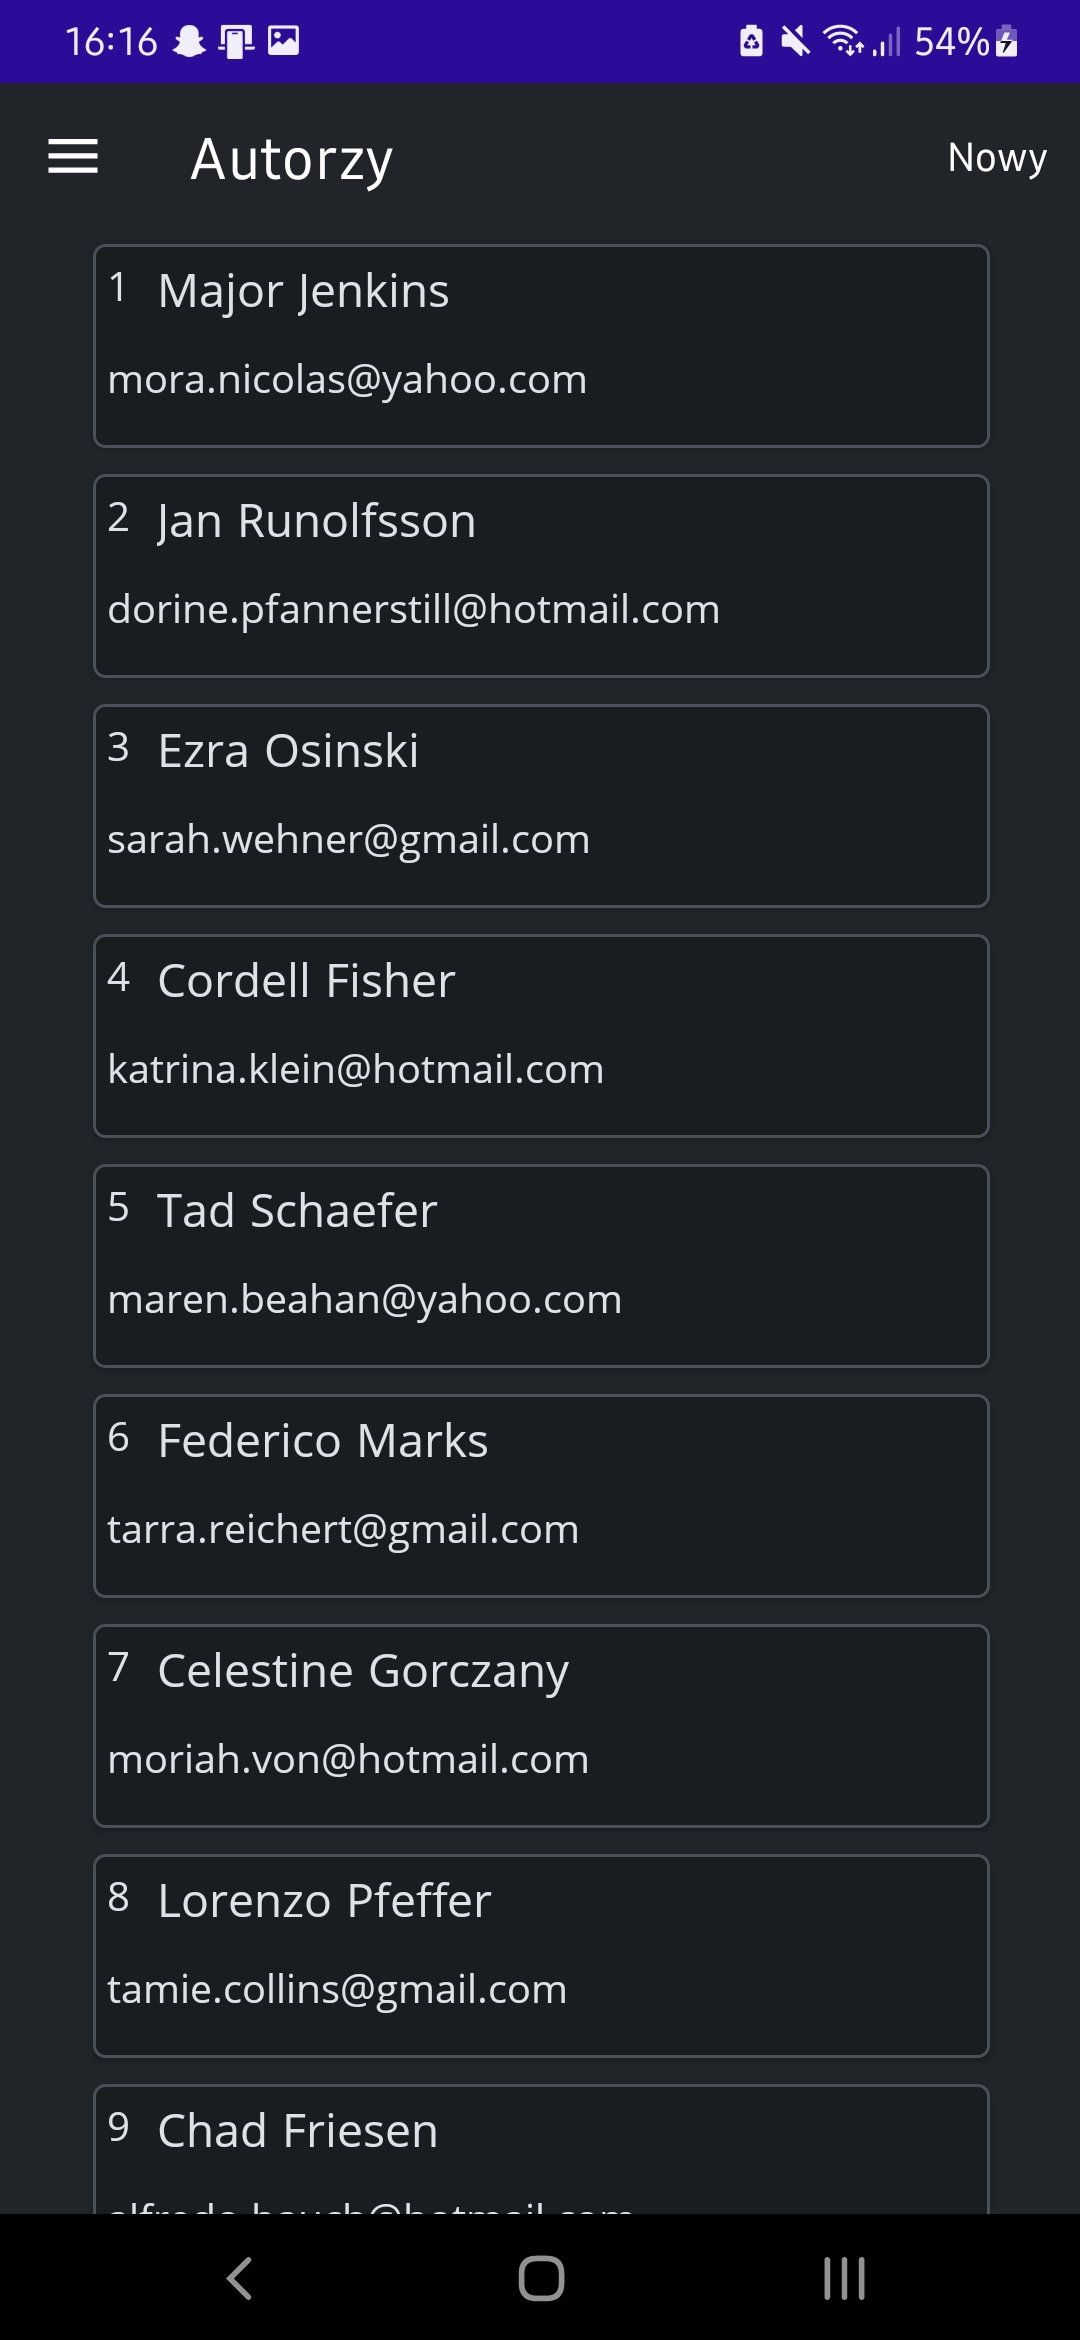 16:16 54%
Autorzy Nowy
1 Major Jenkins
mora.nicolas@yahoo.com
2 Jan Runolfsson
dorine.pfannerstill@hotmail.com
3 Ezra Osinski
sarah.wehner@gmail.com
4 Cordell Fisher
katrina.klein@hotmail.com
5 Tad Schaefer
maren.beahan@yahoo.com
6 Federico Marks
tarra.reichert@gmail.com
7 Celestine Gorczany
moriah.von@hotmail.com
8 Lorenzo Pfeffer
tamie.collins@gmail.com
9 Chad Friesen